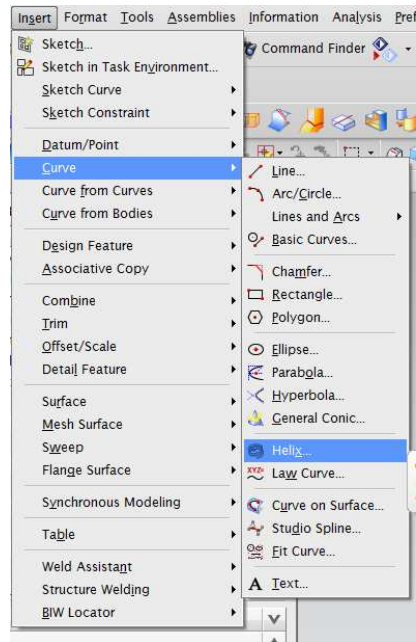 Insert Format Tools Assemblies Information Analysis Pref
Sketch...
Command Finder
Sketch in Task Environment...
Sketch Curve
Sketch Constraint
Datum/Point
Curve
Curve from Curves
Curve from Bodies
Design Feature
Associative Copy
Combine
Trim
Offset/Scale
Detail Feature
Surface
Mesh Surface
Sweep
Flange Surface
Synchronous Modeling
Table
Weld Assistant
Structure Welding
BIW Locator
Line...
Arc/Circle...
Lines and Arcs
Basic Curves...
Chamfer...
Rectangle...
Polygon...
Ellipse...
Parabola...
Hyperbola...
General Conic...
Helix...
XYZ=
Law Curve...
Curve on Surface...
Studio Spline...
Fit Curve...
A Text...